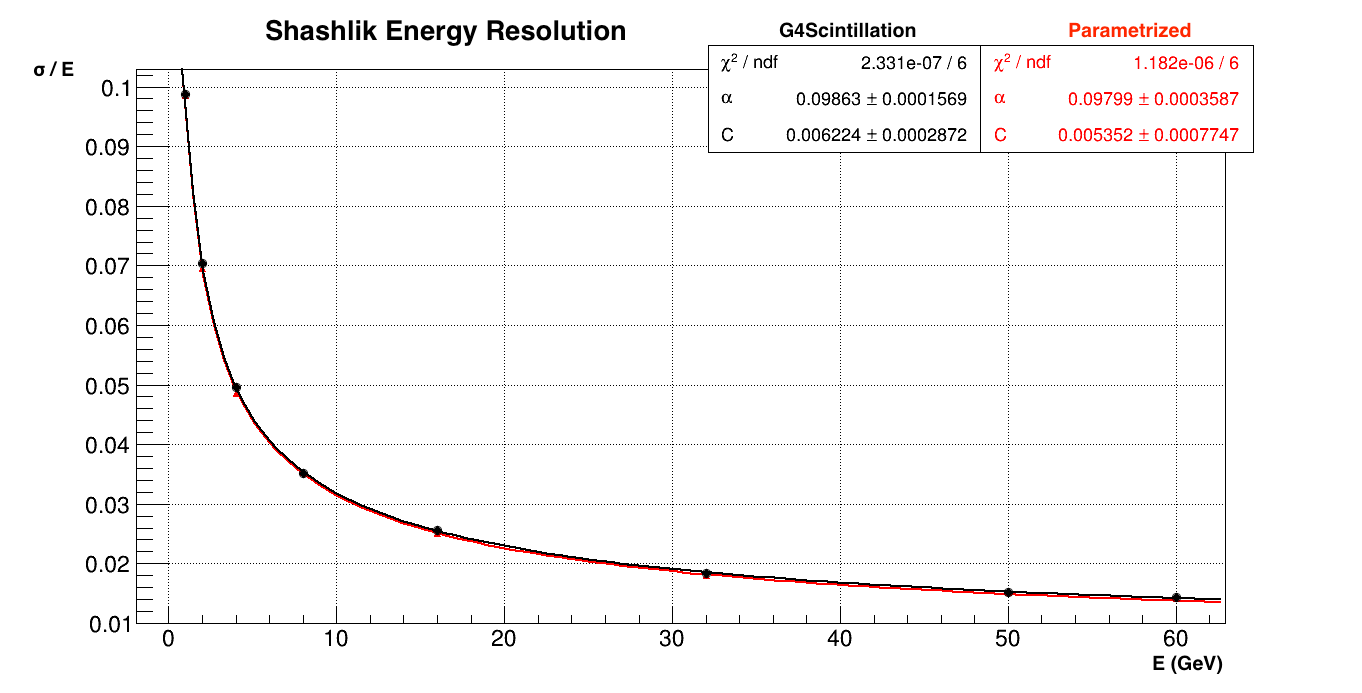 Shashlik Energy Resolution
G4Scintillation
Parametrized
χ² / ndf 2.331e-07 / 6
α 0.09863 ± 0.0001569
C 0.006224 ± 0.0002872
χ² / ndf 1.182e-06 / 6
α 0.09799 ± 0.0003587
C 0.005352 ± 0.0007747
σ / E
0.1
0.09
0.08
0.07
0.06
0.05
0.04
0.03
0.02
0.01
0 10 20 30 40 50 60
E (GeV)